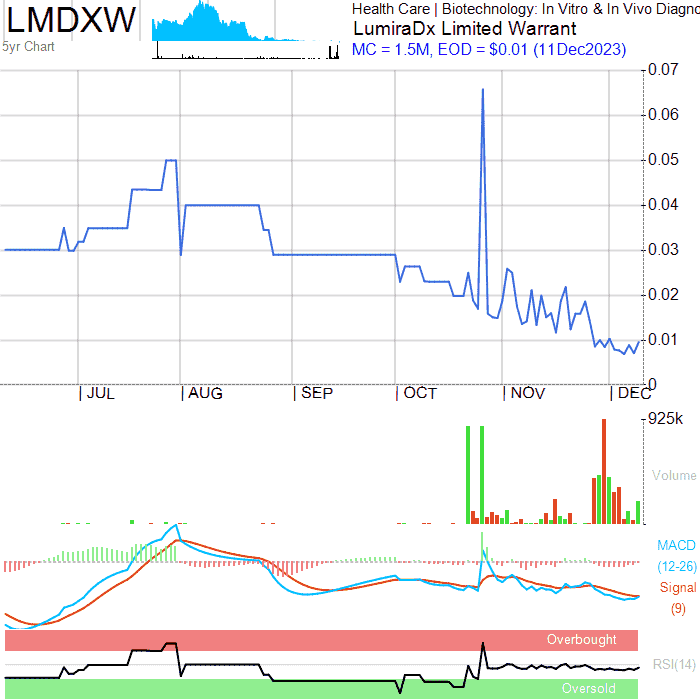 LMDXW
5yr Chart
Health Care | Biotechnology: In Vitro & In Vivo Diagno
LumiraDx Limited Warrant
MC = 1.5M, EOD = $0.01 (11Dec2023)
0.07
0.06
0.05
0.04
0.03
0.02
0.01
0
JUL
AUG
SEP
OCT
NOV
DEC
925k
Volume
MACD
(12-26)
Signal
(9)
Overbought
RSI(14)
Oversold